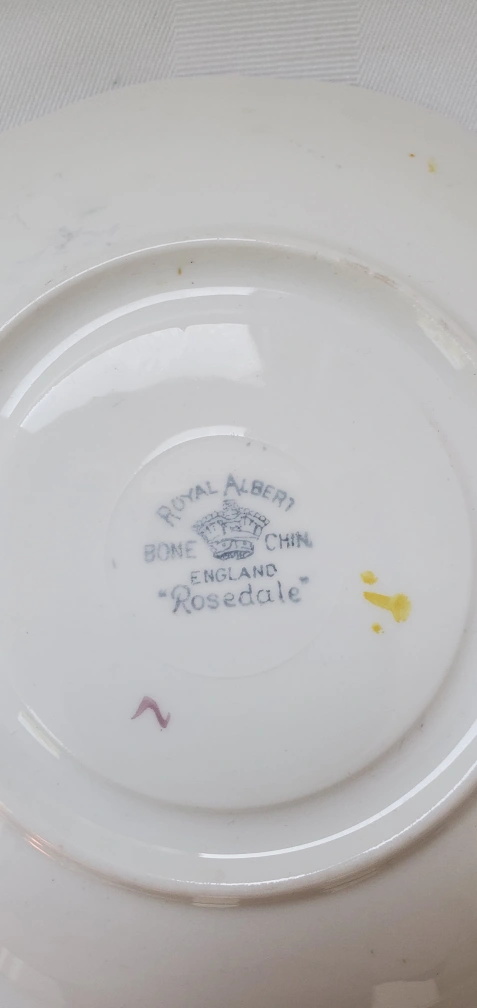 ROYAL ALBERT
BONE CHIN
ENGLAND
"Rosedale"